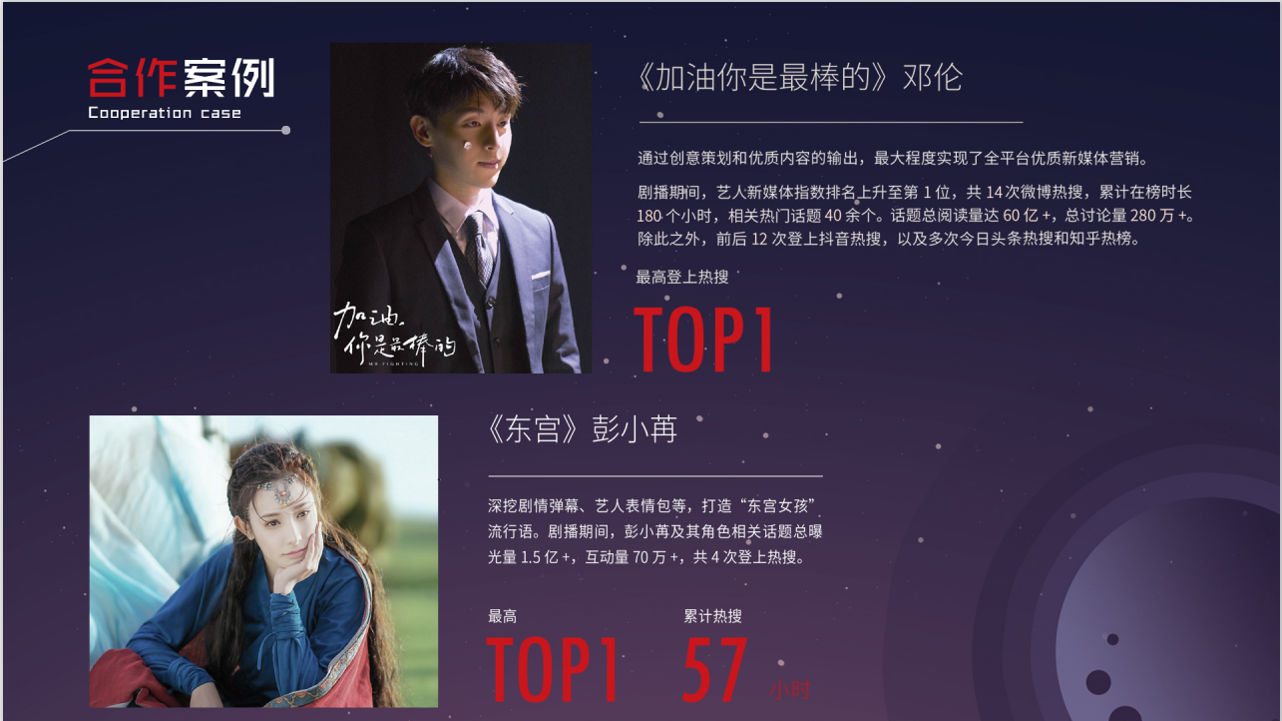 合作案例
Cooperation case
《加油你是最棒的》邓伦
通过创意策划和优质内容的输出，最大程度实现了全平台优质新媒体营销。
剧播期间，艺人新媒体指数排名上升至第 1 位，共 14 次微博热搜，累计在榜时长
180 个小时，相关热门话题 40 余个。话题总阅读量达 60 亿 +，总讨论量 280 万 +。
除此之外，前后 12 次登上抖音热搜，以及多次今日头条热搜和知乎热榜。
最高登上热搜
TOP1
加油。
你是最棒的
MR.FIGHTING
《东宫》彭小苒
深挖剧情弹幕、艺人表情包等，打造“东宫女孩”
流行语。剧播期间，彭小苒及其角色相关话题总曝
光量 1.5 亿 +，互动量 70 万 +，共 4 次登上热搜。
最高 累计热搜
TOP1 57 小时